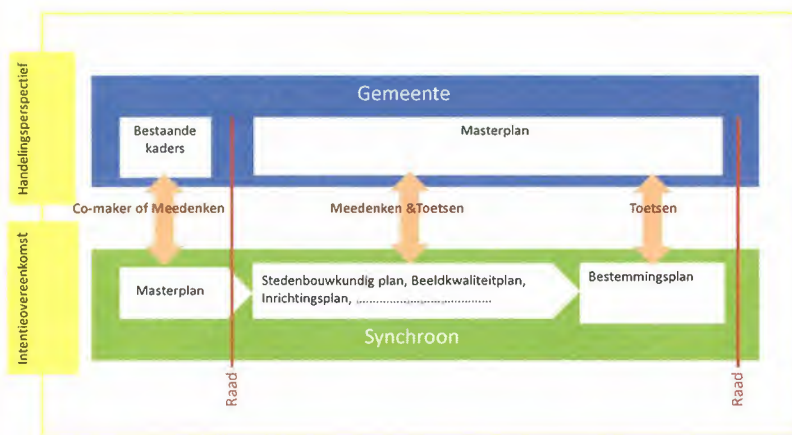 Handelingsperspectief
Gemeente
Bestaande
kaders
Masterplan
Co-maker of Meedenken
Meedenken &Toetsen
Toetsen
Intentieovereenkomst
Masterplan
Stedenbouwkundig plan, Beeldkwaliteitplan,
Inrichtingsplan, ..........................................
Bestemmingsplan
Synchroon
Raad
Raad